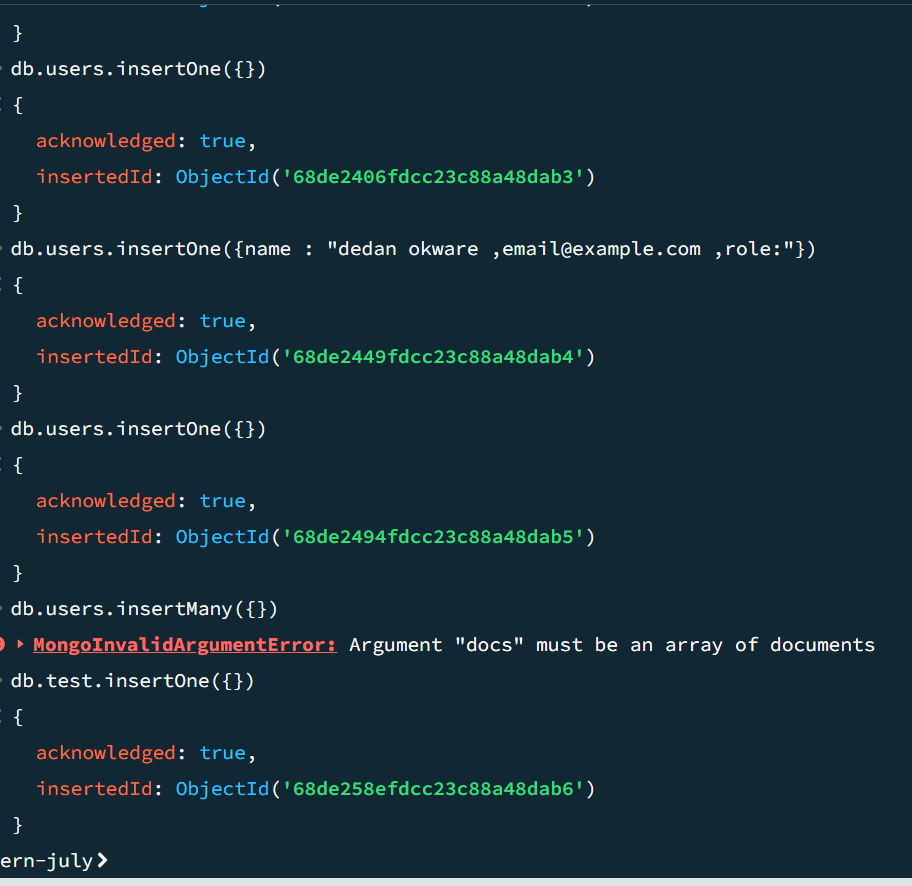 }
db.users.insertOne({})
{
acknowledged: true,
insertedId: ObjectId('68de2406fdcc23c88a48dab3')
}
db.users.insertOne({name : "dedan okware ,email@example.com ,role:"})
{
acknowledged: true,
insertedId: ObjectId('68de2449fdcc23c88a48dab4')
}
db.users.insertOne({})
{
acknowledged: true,
insertedId: ObjectId('68de2494fdcc23c88a48dab5')
}
db.users.insertMany({})
MongoInvalidArgumentError: Argument "docs" must be an array of documents
db.test.insertOne({})
{
acknowledged: true,
insertedId: ObjectId('68de258efdcc23c88a48dab6')
}
ern-july>